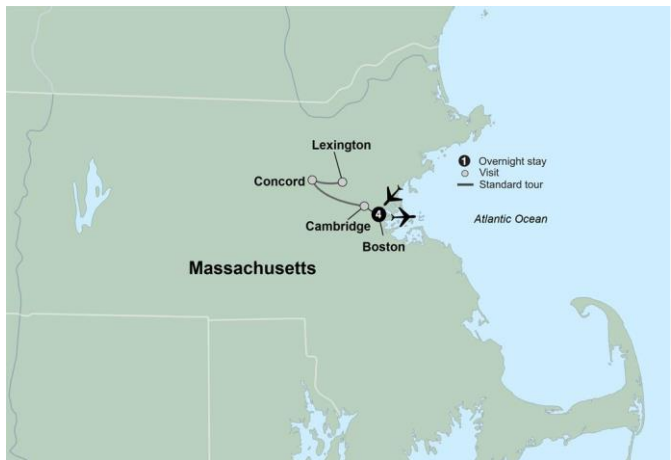 Lexington
Concord
Cambridge
4
Boston
Massachusetts
1 Overnight stay
Visit
Standard tour
Atlantic Ocean